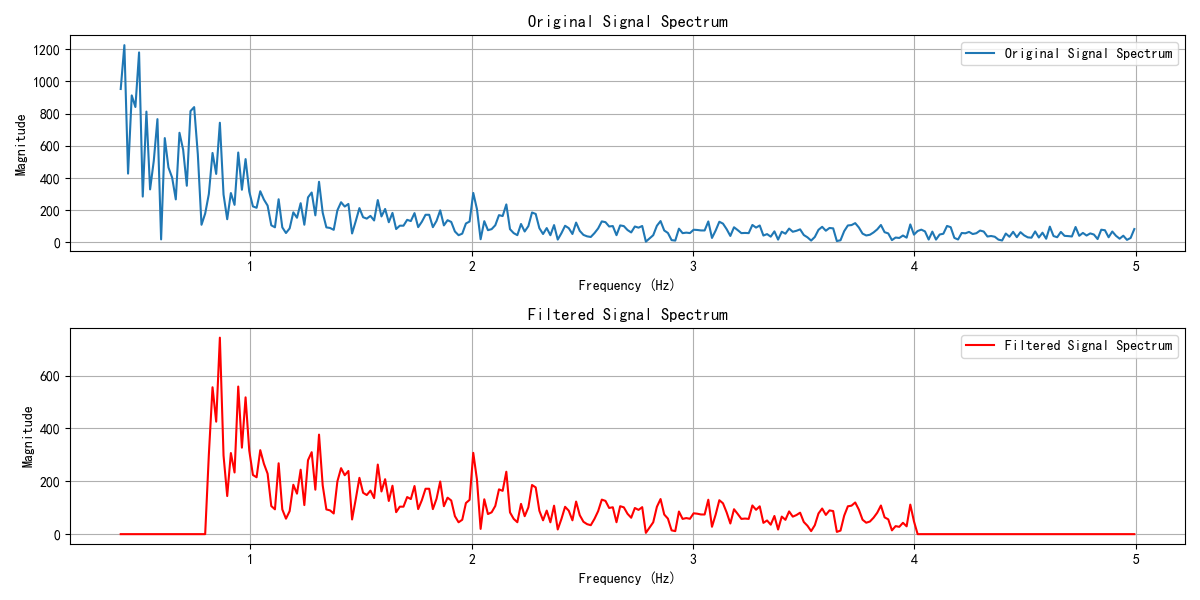 Original Signal Spectrum
Original Signal Spectrum
Magnitude
1200
1000
800
600
400
200
0
1 2 3 4 5
Frequency (Hz)
Filtered Signal Spectrum
Filtered Signal Spectrum
Magnitude
600
400
200
0
1 2 3 4 5
Frequency (Hz)